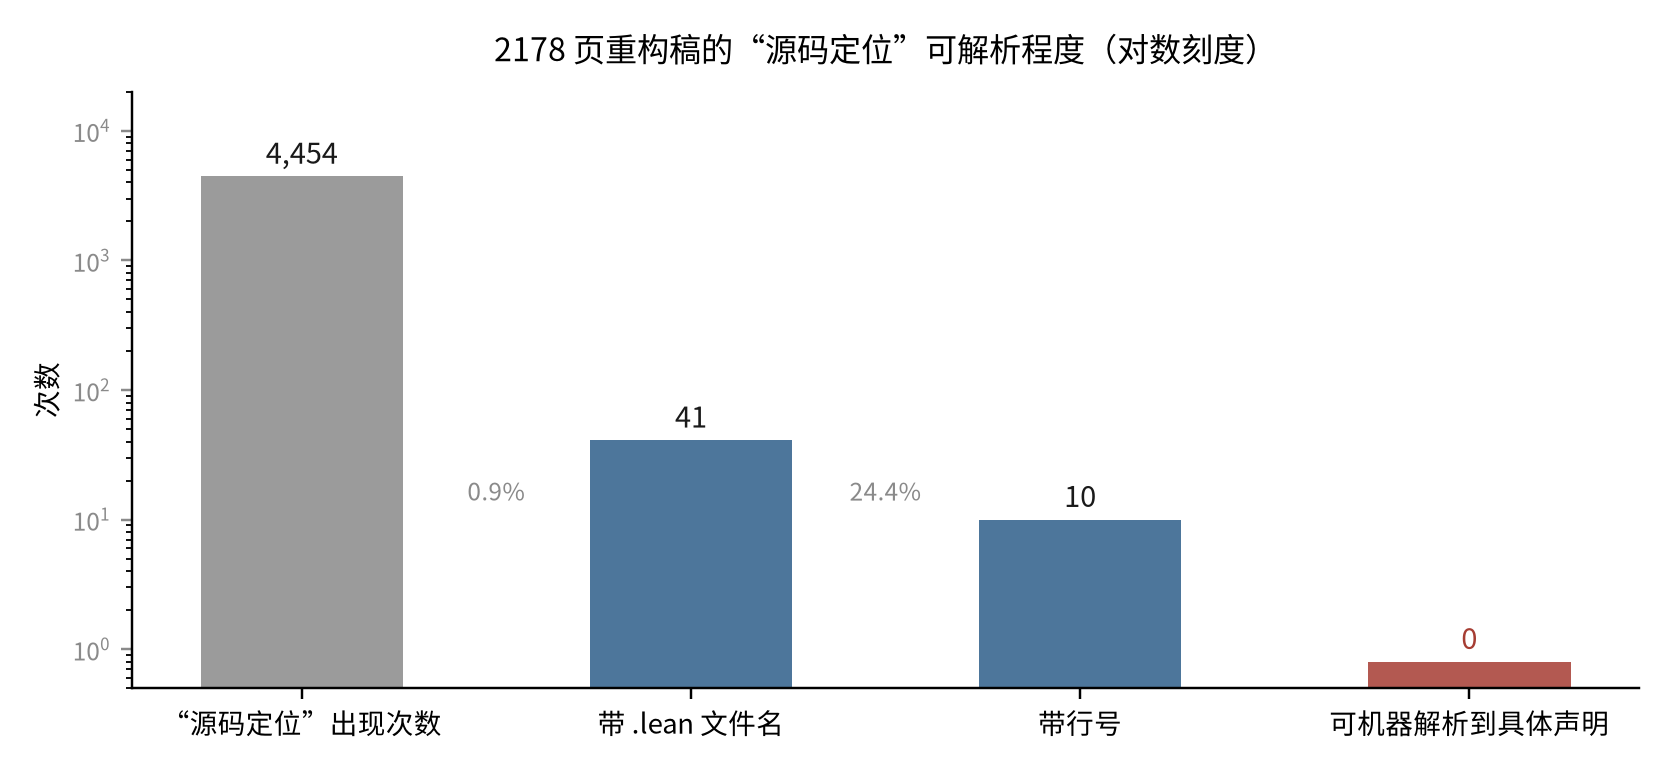 2178 页重构稿的“源码定位”可解析程度（对数刻度）
次数
10⁴
10³
10²
10¹
10⁰
4,454
0.9%
41
24.4%
10
0
“源码定位”出现次数
带 .lean 文件名
带行号
可机器解析到具体声明